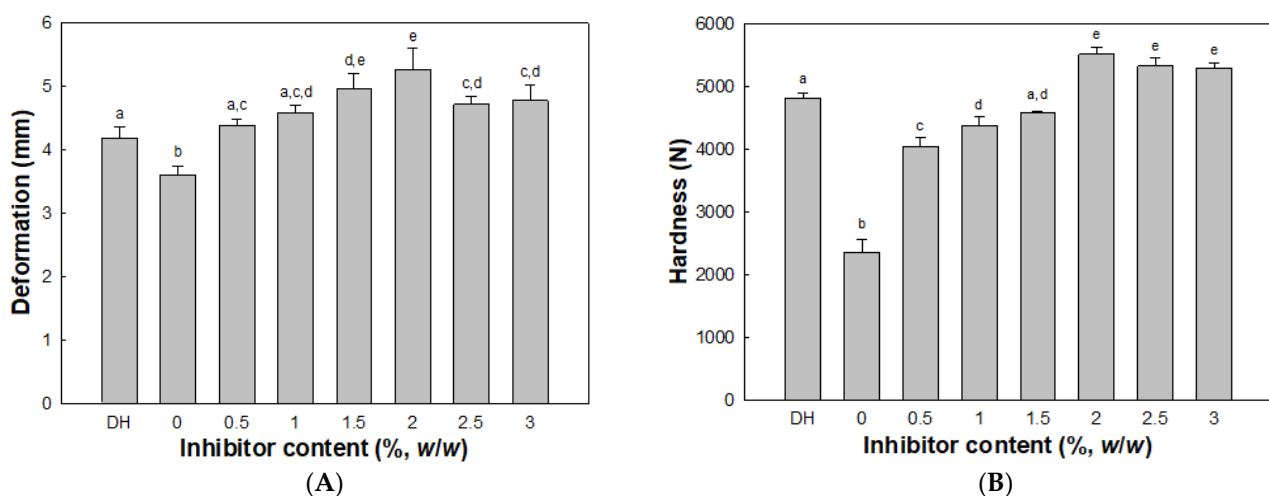 6
5
4
3
2
1
0
Deformation (mm)
a
b
a,c
a,c,d
d,e
e
c,d
c,d
DH 0 0.5 1 1.5 2 2.5 3
Inhibitor content (%, w/w)
(A)
6000
5000
4000
3000
2000
1000
0
Hardness (N)
a
b
c
d
a,d
e
e
e
DH 0 0.5 1 1.5 2 2.5 3
Inhibitor content (%, w/w)
(B)